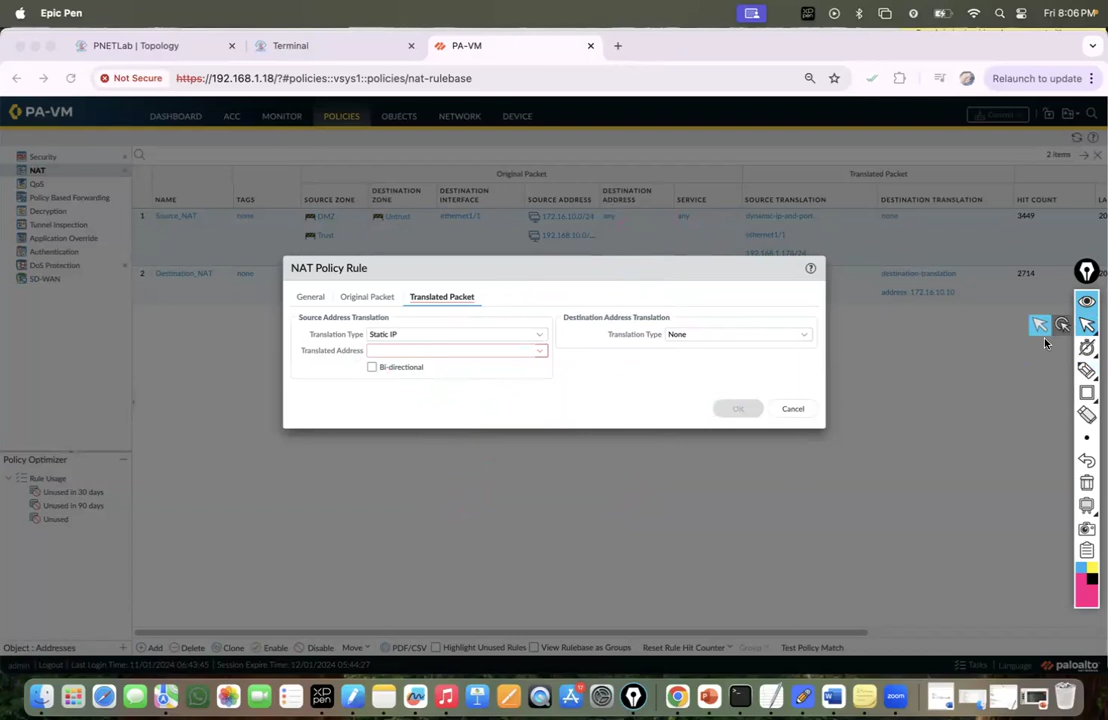 Epic Pen
Fri 8:06 PM
PNETLab | Topology
Terminal
PA-VM
Not Secure
https://192.168.1.18/?#policies::vsys1::policies/nat-rulebase
Relaunch to update
PA-VM
DASHBOARD
ACC
MONITOR
POLICIES
OBJECTS
NETWORK
DEVICE
Commit
Security
NAT
QoS
Policy Based Forwarding
Decryption
Tunnel Inspection
Application Override
Authentication
DoS Protection
SD-WAN
2 items
Original Packet
Translated Packet
NAME
TAGS
SOURCE ZONE
DESTINATION ZONE
DESTINATION INTERFACE
SOURCE ADDRESS
DESTINATION ADDRESS
SERVICE
SOURCE TRANSLATION
DESTINATION TRANSLATION
HIT COUNT
LA
1 Source_NAT none DMZ Untrust ethernet1/1 172.16.10.0/24 any any dynamic-ip-and-port none 3449 20
Trust 192.168.10.0/... ethernet1/1
192.168.1.178/24
2 Destination_NAT none destination-translation 2714 20
address: 172.16.10.10
NAT Policy Rule
General
Original Packet
Translated Packet
Source Address Translation
Translation Type Static IP
Translated Address
Bi-directional
Destination Address Translation
Translation Type None
OK
Cancel
Policy Optimizer
Rule Usage
Unused in 30 days
Unused in 90 days
Unused
Object : Addresses
Add
Delete
Clone
Enable
Disable
Move
PDF/CSV
Highlight Unused Rules
View Rulebase as Groups
Reset Rule Hit Counter
Group
Test Policy Match
admin | Logout | Last Login Time: 11/01/2024 06:43:45 | Session Expire Time: 12/01/2024 05:44:27
Tasks | Language
paloalto